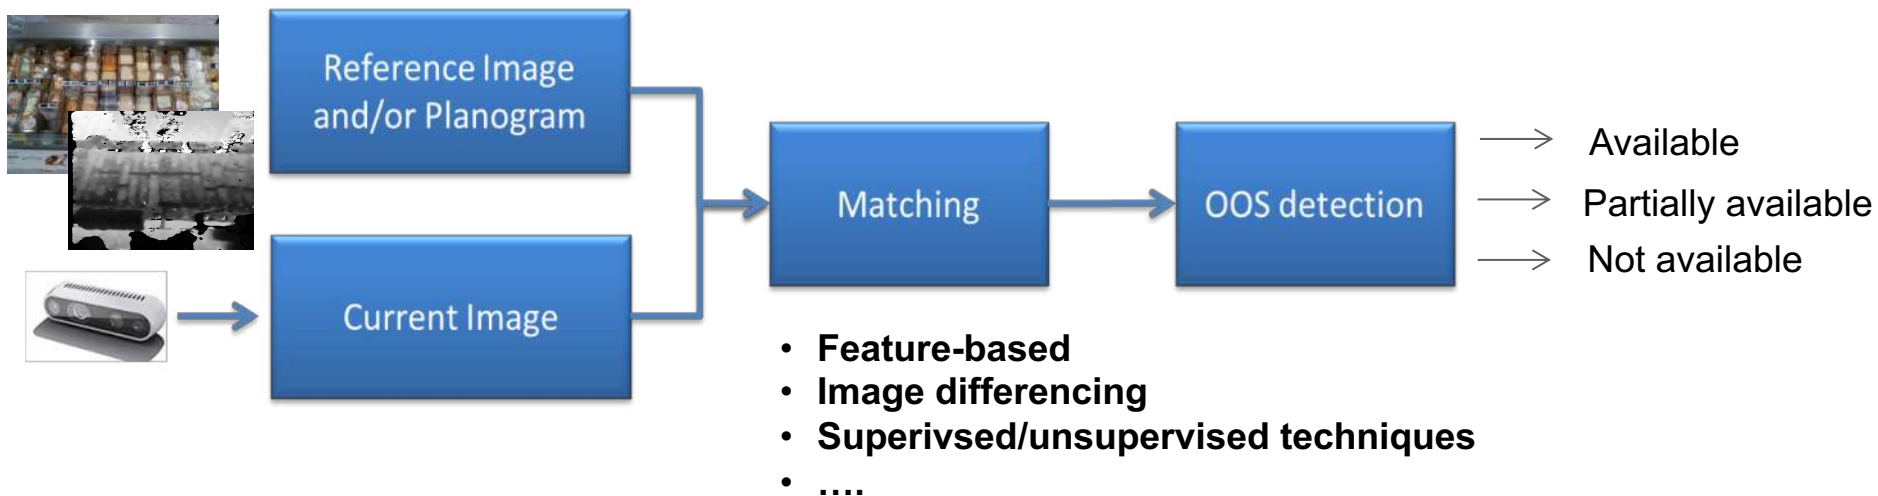 Reference Image
and/or Planogram
Current Image
Matching
OOS detection
Available
Partially available
Not available
• Feature-based
• Image differencing
• Superivsed/unsupervised techniques
• ....